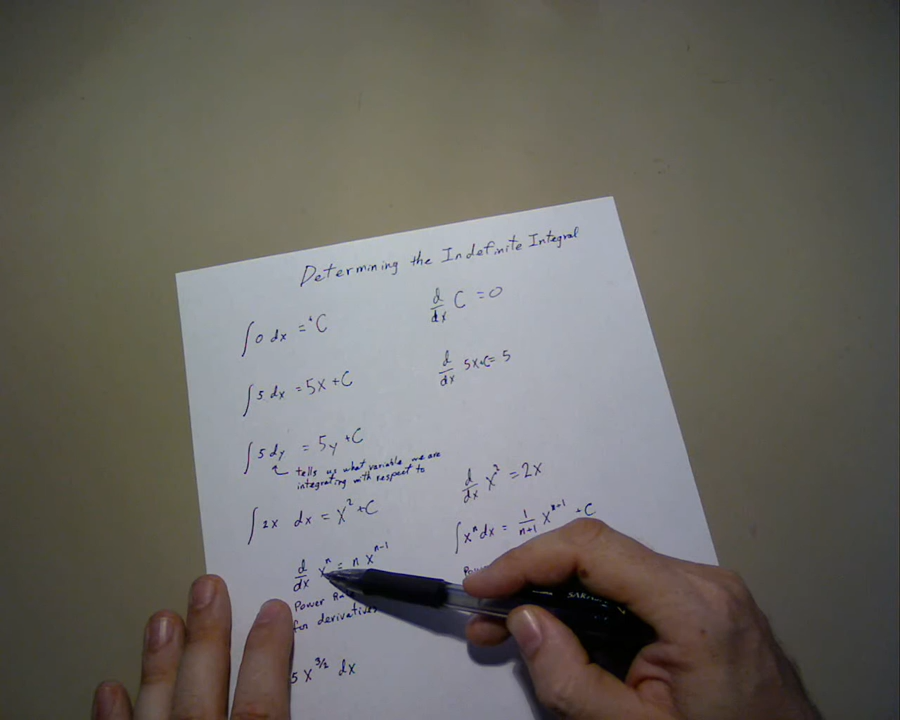 Determining the Indefinite Integral
∫0 dx = C
d/dx C = 0
∫5 dx = 5x + C
d/dx 5x+C = 5
∫5 dy = 5y + C
tells us what variable we are
integrating with respect to
d/dx x² = 2x
∫2x dx = x² + C
∫xⁿ dx = 1/(n+1) xⁿ⁺¹ + C
d/dx xⁿ = n xⁿ⁻¹
Power
for derivatives
5 x^3/2 dx